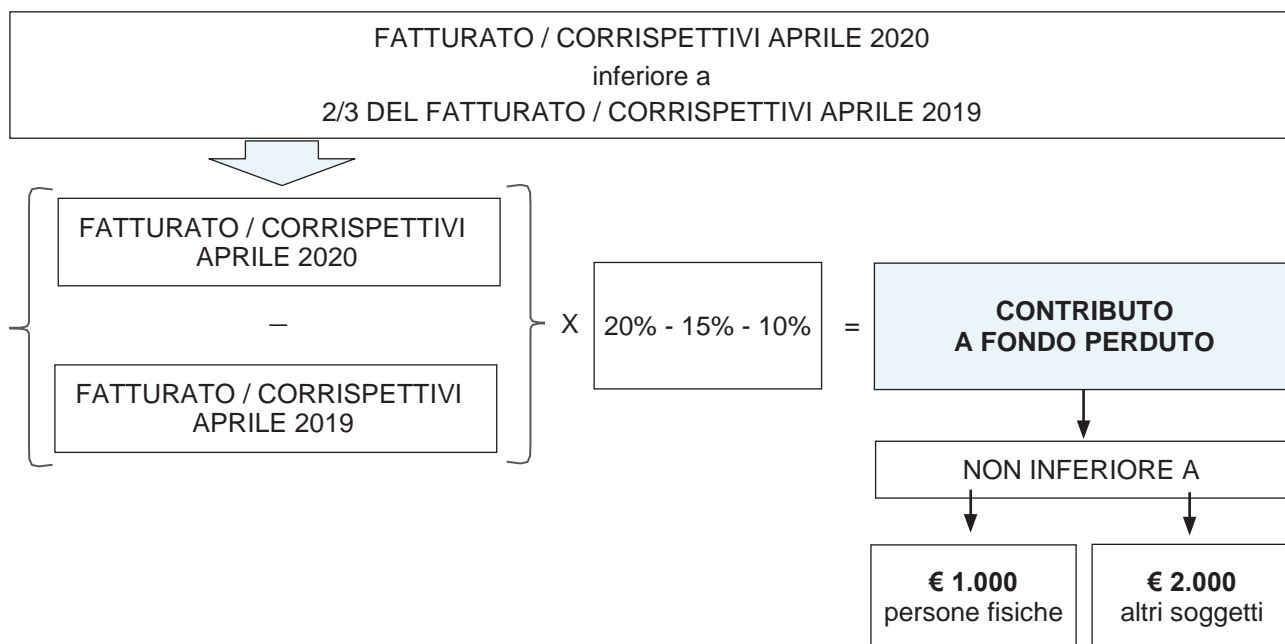 FATTURATO / CORRISPETTIVI APRILE 2020
inferiore a
2/3 DEL FATTURATO / CORRISPETTIVI APRILE 2019
FATTURATO / CORRISPETTIVI
APRILE 2020
–
FATTURATO / CORRISPETTIVI
APRILE 2019
X
20% - 15% - 10%
=
CONTRIBUTO
A FONDO PERDUTO
NON INFERIORE A
€ 1.000
persone fisiche
€ 2.000
altri soggetti